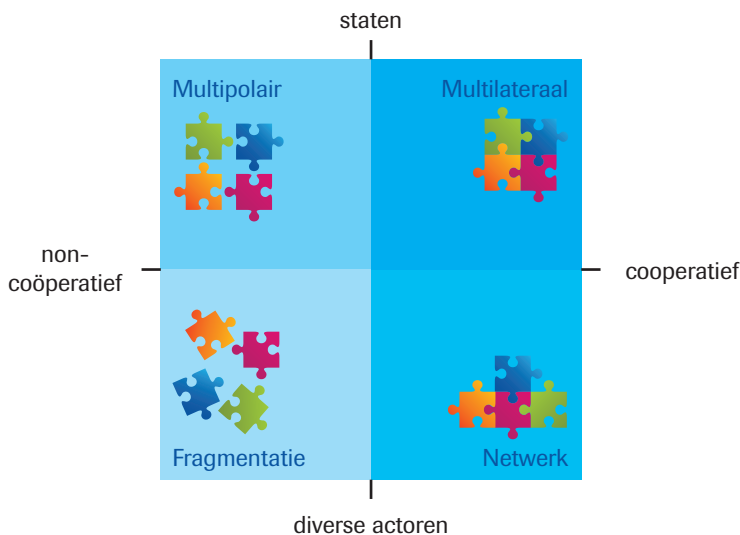 staten
Multipolair
Multilateraal
non-
coöperatief
cooperatief
Fragmentatie
Netwerk
diverse actoren